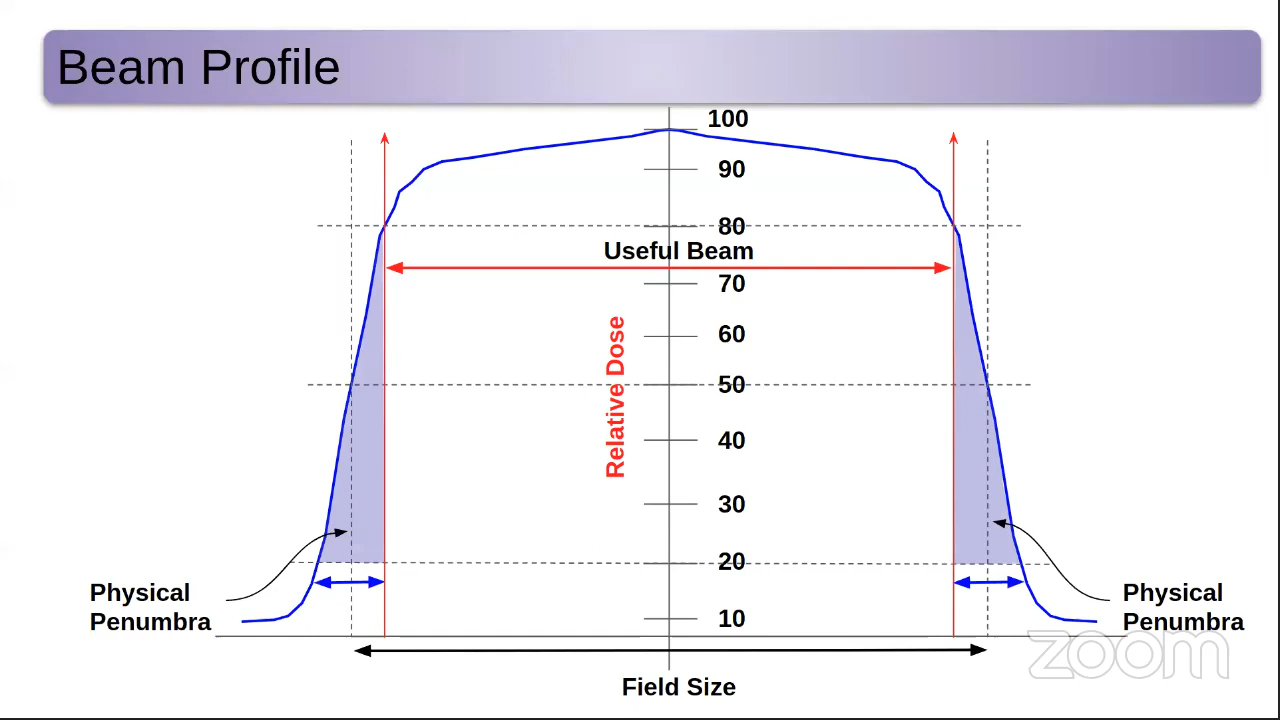 Beam Profile
100
90
80
Useful Beam
70
60
Relative Dose
50
40
30
20
Physical
Penumbra
10
Physical
Penumbra
zoom
Field Size